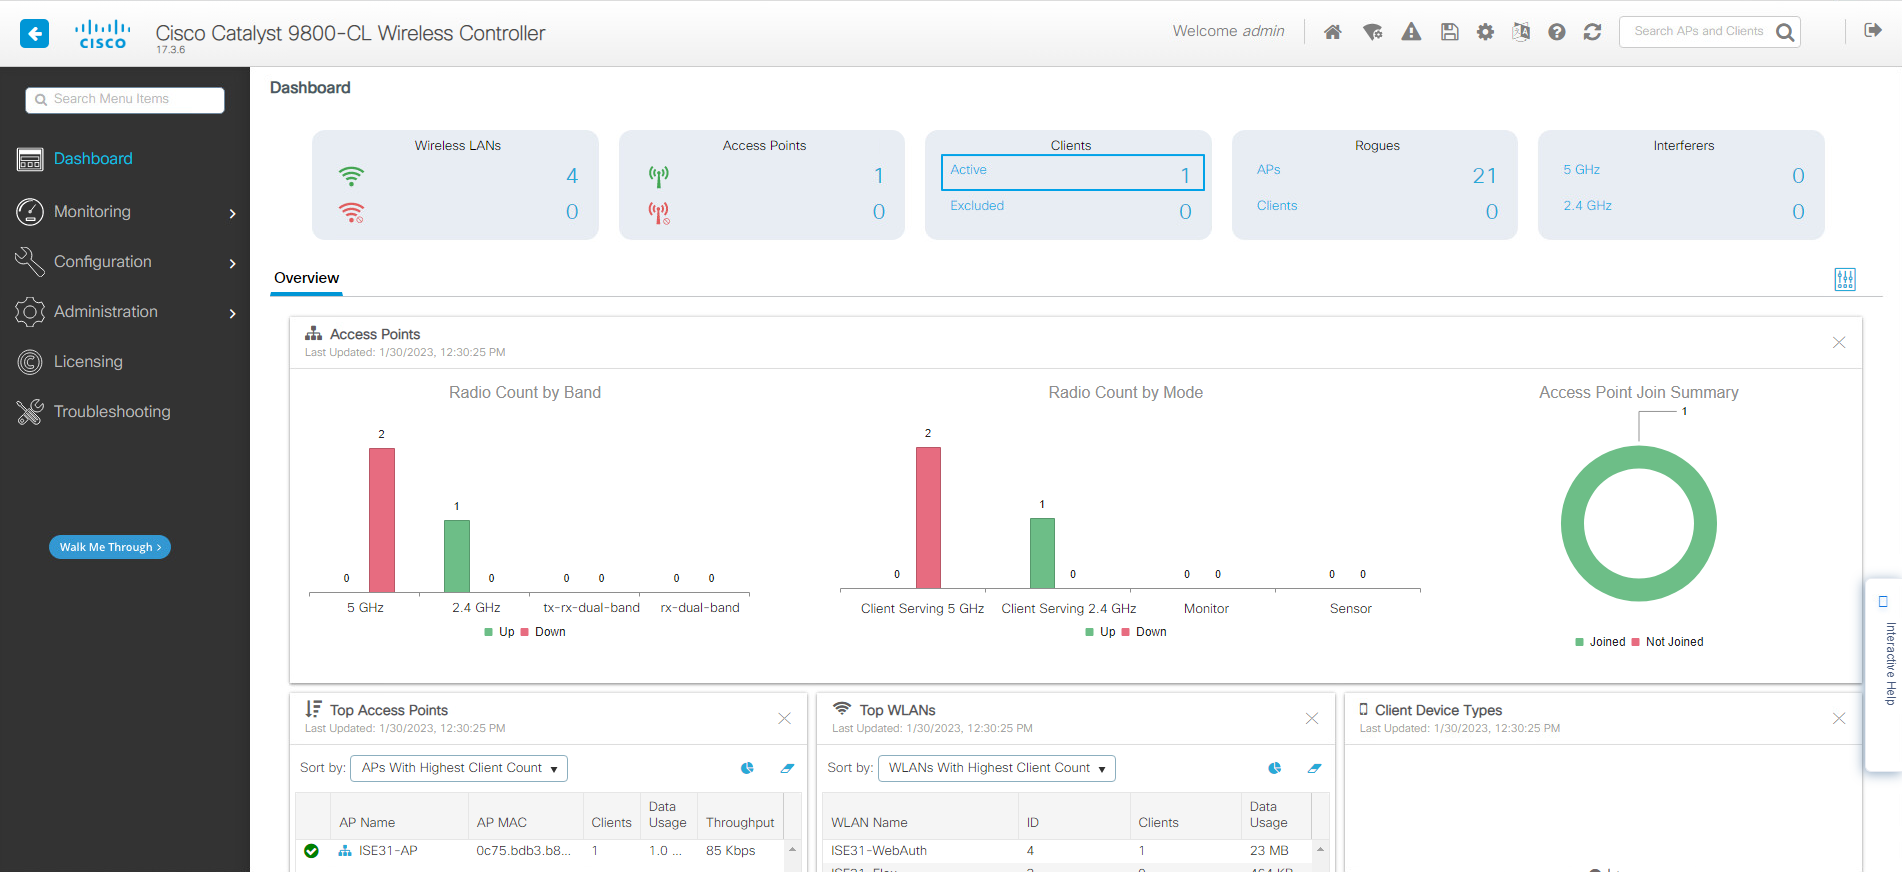 CISCO
Cisco Catalyst 9800-CL Wireless Controller
17.3.6
Welcome admin
Search APs and Clients
Search Menu Items
Dashboard
Monitoring
Configuration
Administration
Licensing
Troubleshooting
Walk Me Through >
Dashboard
Wireless LANs
4
0
Access Points
1
0
Clients
Active 1
Excluded 0
Rogues
APs 21
Clients 0
Interferers
5 GHz 0
2.4 GHz 0
Overview
Access Points
Last Updated: 1/30/2023, 12:30:25 PM
Radio Count by Band
2
1
0 0 0 0 0 0
5 GHz 2.4 GHz tx-rx-dual-band rx-dual-band
Up Down
Radio Count by Mode
2
1
0 0 0 0 0 0
Client Serving 5 GHz Client Serving 2.4 GHz Monitor Sensor
Up Down
Access Point Join Summary
1
Joined Not Joined
Interactive Help
Top Access Points
Last Updated: 1/30/2023, 12:30:25 PM
Sort by: APs With Highest Client Count
AP Name AP MAC Clients Data Usage Throughput
ISE31-AP 0c75.bdb3.b8... 1 1.0 ... 85 Kbps
Top WLANs
Last Updated: 1/30/2023, 12:30:25 PM
Sort by: WLANs With Highest Client Count
WLAN Name ID Clients Data Usage
ISE31-WebAuth 4 1 23 MB
Client Device Types
Last Updated: 1/30/2023, 12:30:25 PM